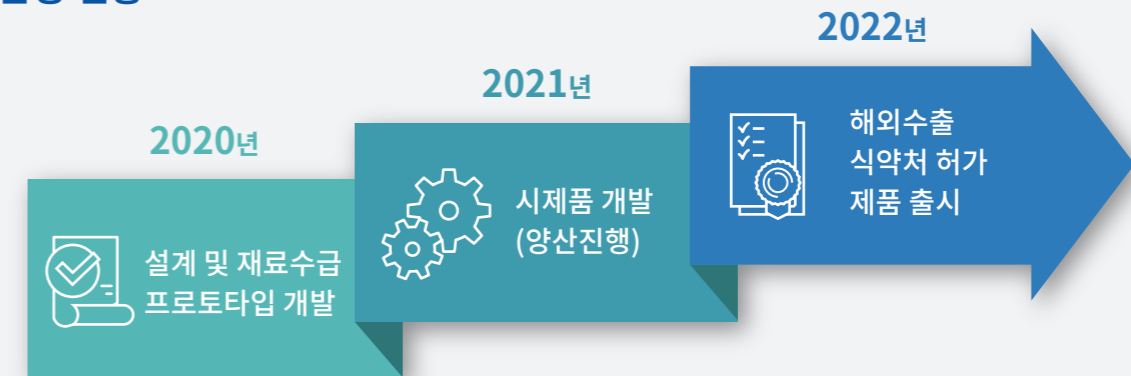 2020년
설계 및 재료수급
프로토타입 개발
2021년
시제품 개발
(양산진행)
2022년
해외수출
식약처 허가
제품 출시